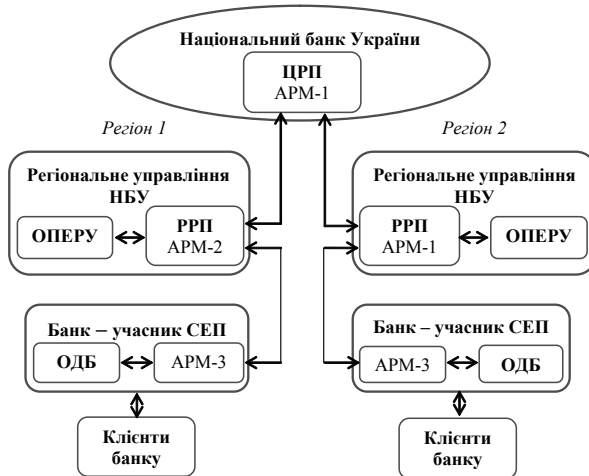 Національний банк України
ЦРП
АРМ-1
Регіон 1
Регіон 2
Регіональне управління
НБУ
ОПЕРУ
РРП
АРМ-2
Регіональне управління
НБУ
РРП
АРМ-1
ОПЕРУ
Банк – учасник СЕП
ОДБ
АРМ-3
Банк – учасник СЕП
АРМ-3
ОДБ
Клієнти
банку
Клієнти
банку